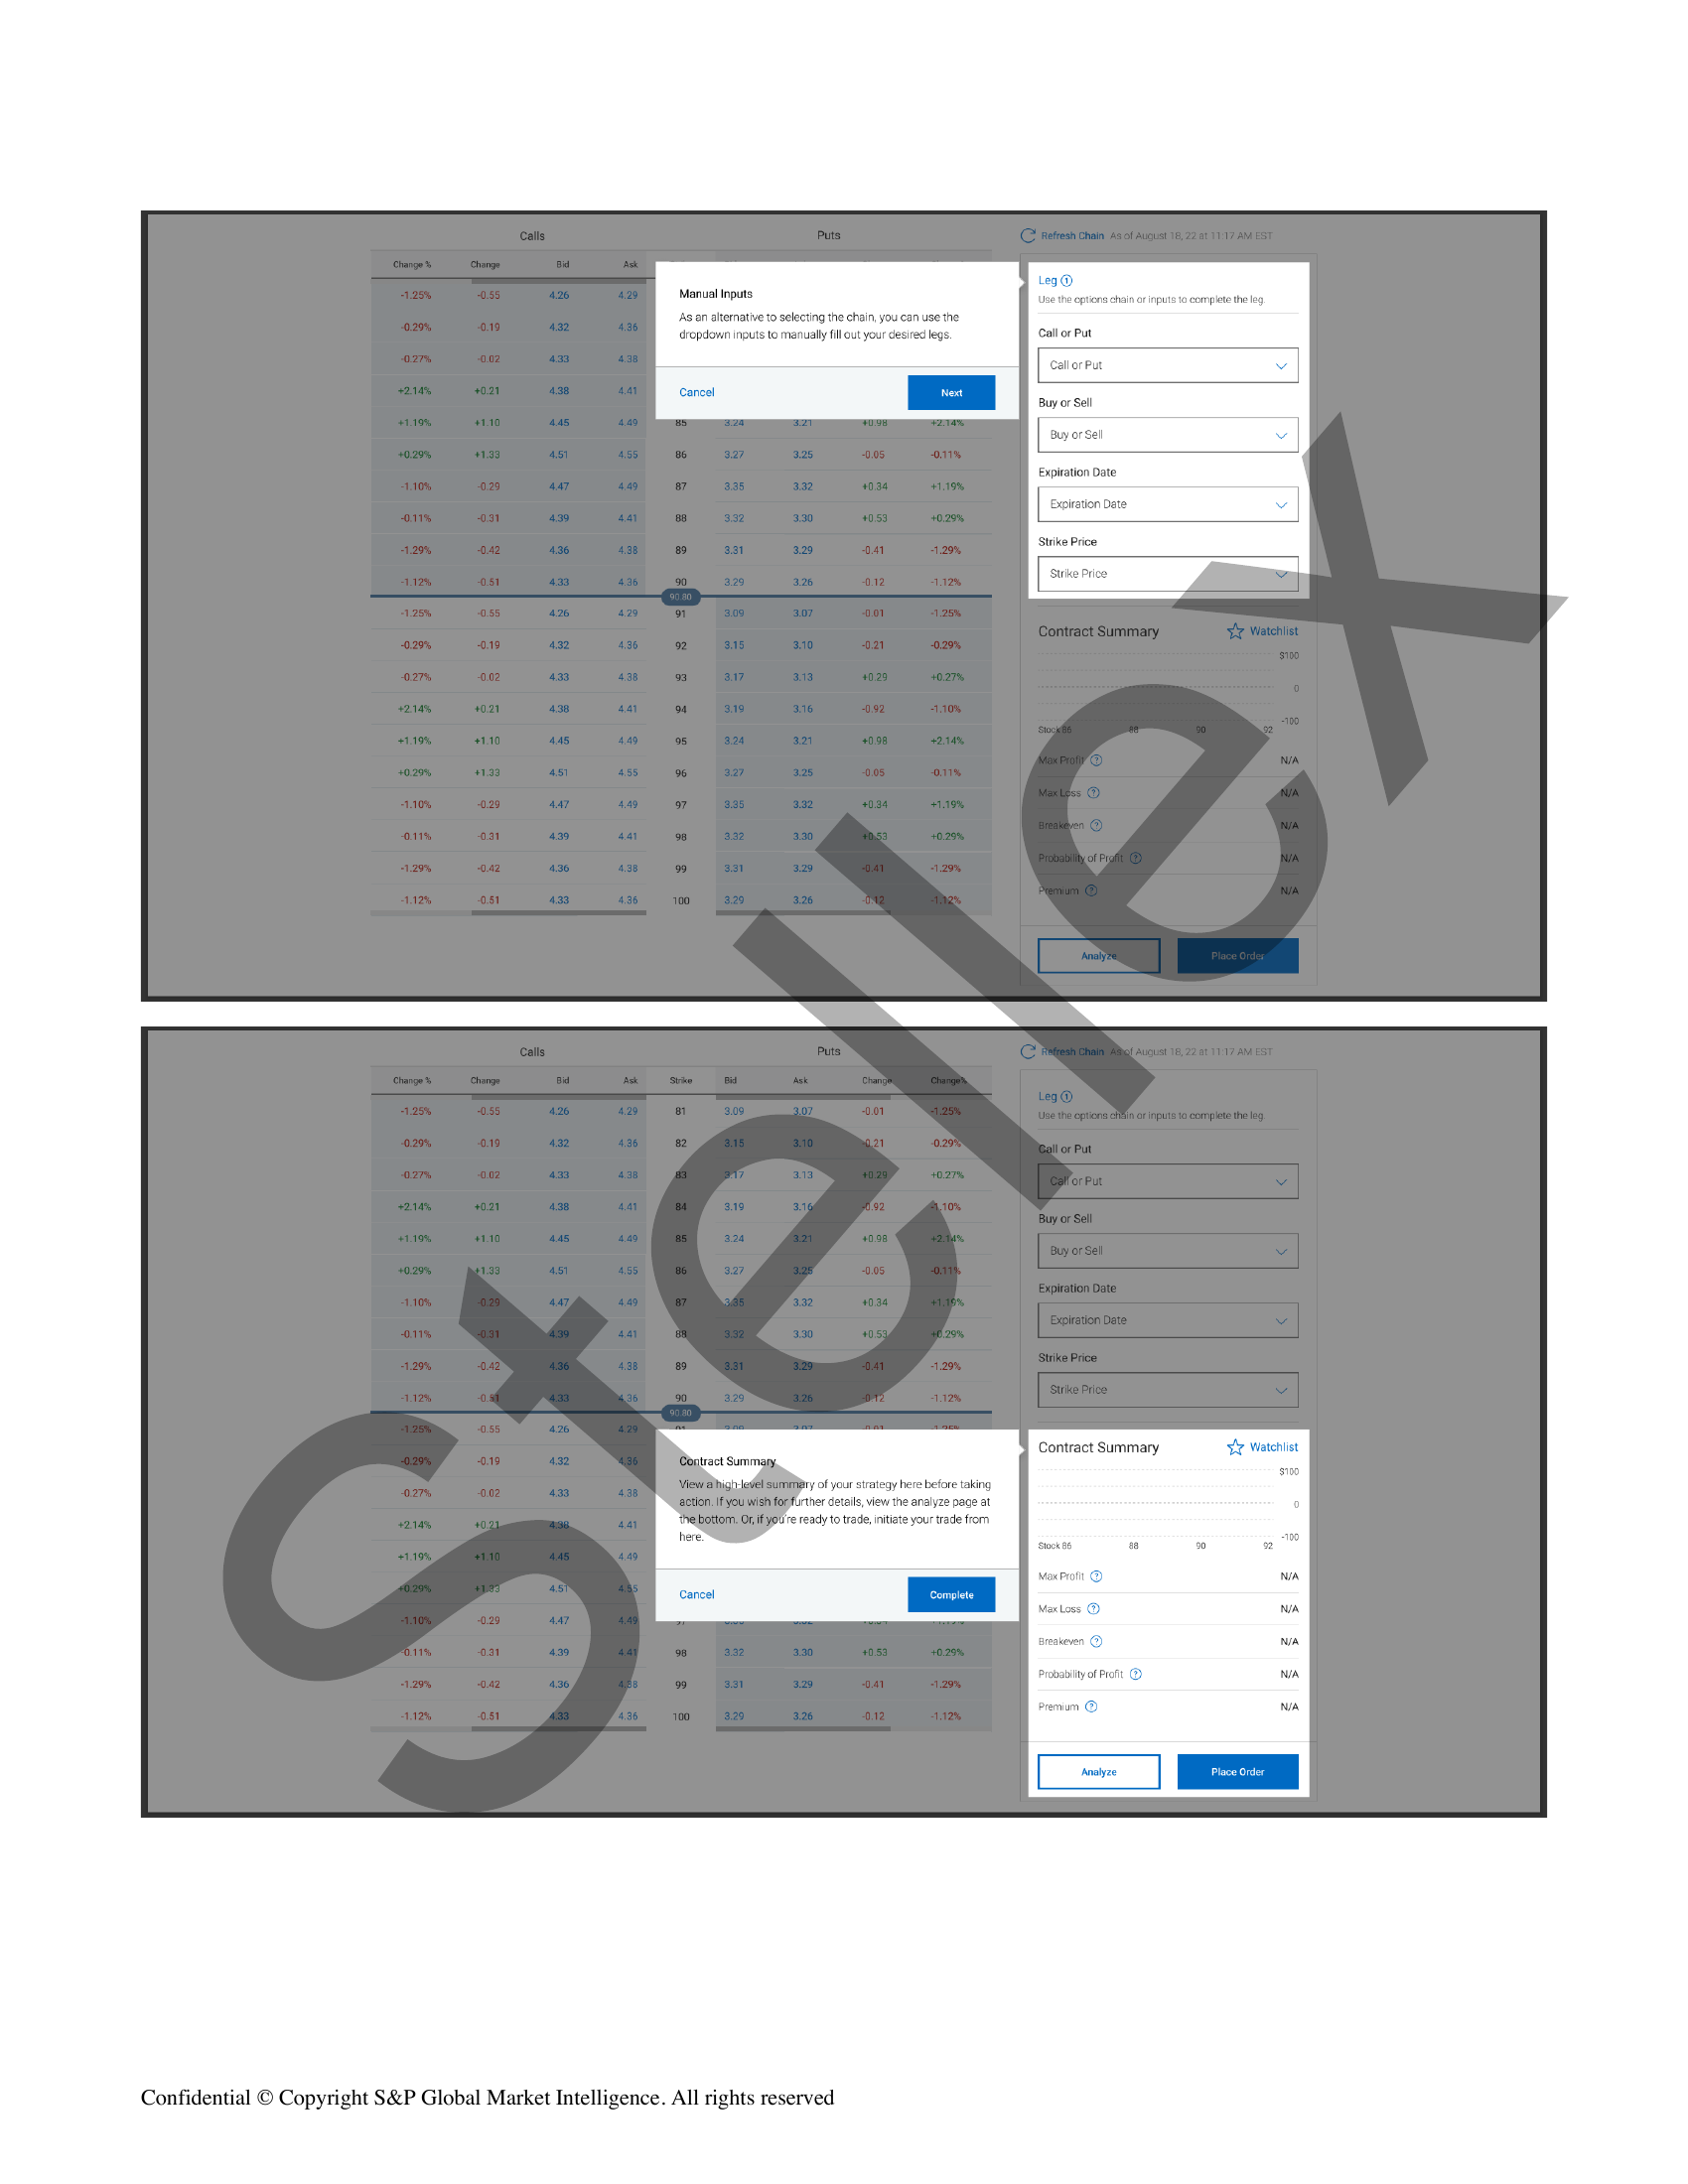 Calls Puts Refresh Chain As of August 18, 22 at 11:17 AM EST
Change % Change Bid Ask
Manual Inputs
As an alternative to selecting the chain, you can use the
dropdown inputs to manually fill out your desired legs.
Cancel Next
-1.25% -0.55 4.26 4.29
-0.29% -0.19 4.32 4.36
-0.27% -0.02 4.33 4.38
+2.14% +0.21 4.38 4.41
+1.19% +1.10 4.45 4.49 85 3.24 3.21 +0.98 +2.14%
+0.29% +1.33 4.51 4.55 86 3.27 3.25 -0.05 -0.11%
-1.10% -0.29 4.47 4.49 87 3.35 3.32 +0.34 +1.19%
-0.11% -0.31 4.39 4.41 88 3.32 3.30 +0.53 +0.29%
-1.29% -0.42 4.36 4.38 89 3.31 3.29 -0.41 -1.29%
-1.12% -0.51 4.33 4.36 90 3.29 3.26 -0.12 -1.12%
90.80
-1.25% -0.55 4.26 4.29 91 3.09 3.07 -0.01 -1.25%
-0.29% -0.19 4.32 4.36 92 3.15 3.10 -0.21 -0.29%
-0.27% -0.02 4.33 4.38 93 3.17 3.13 +0.29 +0.27%
+2.14% +0.21 4.38 4.41 94 3.19 3.16 -0.92 -1.10%
+1.19% +1.10 4.45 4.49 95 3.24 3.21 +0.98 +2.14%
+0.29% +1.33 4.51 4.55 96 3.27 3.25 -0.05 -0.11%
-1.10% -0.29 4.47 4.49 97 3.35 3.32 +0.34 +1.19%
-0.11% -0.31 4.39 4.41 98 3.32 3.30 +0.53 +0.29%
-1.29% -0.42 4.36 4.38 99 3.31 3.29 -0.41 -1.29%
-1.12% -0.51 4.33 4.36 100 3.29 3.26 -0.12 -1.12%
Leg 1
Use the options chain or inputs to complete the leg.
Call or Put
Call or Put
Buy or Sell
Buy or Sell
Expiration Date
Expiration Date
Strike Price
Strike Price
Contract Summary Watchlist
$100
0
-100
Stock 86 88 90 92
Max Profit ? N/A
Max Loss ? N/A
Breakeven ? N/A
Probability of Profit ? N/A
Premium ? N/A
Analyze Place Order
Calls Puts Refresh Chain As of August 18, 22 at 11:17 AM EST
Change % Change Bid Ask Strike Bid Ask Change Change%
-1.25% -0.55 4.26 4.29 81 3.09 3.07 -0.01 -1.25%
-0.29% -0.19 4.32 4.36 82 3.15 3.10 -0.21 -0.29%
-0.27% -0.02 4.33 4.38 83 3.17 3.13 +0.29 +0.27%
+2.14% +0.21 4.38 4.41 84 3.19 3.16 -0.92 -1.10%
+1.19% +1.10 4.45 4.49 85 3.24 3.21 +0.98 +2.14%
+0.29% +1.33 4.51 4.55 86 3.27 3.25 -0.05 -0.11%
-1.10% -0.29 4.47 4.49 87 3.35 3.32 +0.34 +1.19%
-0.11% -0.31 4.39 4.41 88 3.32 3.30 +0.53 +0.29%
-1.29% -0.42 4.36 4.38 89 3.31 3.29 -0.41 -1.29%
-1.12% -0.51 4.33 4.36 90 3.29 3.26 -0.12 -1.12%
90.80
-1.25% -0.55 4.26 4.29
-0.29% -0.19 4.32 4.36
-0.27% -0.02 4.33 4.38
+2.14% +0.21 4.38 4.41
+1.19% +1.10 4.45 4.49
+0.29% +1.33 4.51 4.55
-1.10% -0.29 4.47 4.49
-0.11% -0.31 4.39 4.41 98 3.32 3.30 +0.53 +0.29%
-1.29% -0.42 4.36 4.38 99 3.31 3.29 -0.41 -1.29%
-1.12% -0.51 4.33 4.36 100 3.29 3.26 -0.12 -1.12%
Contract Summary
View a high-level summary of your strategy here before taking
action. If you wish for further details, view the analyze page at
the bottom. Or, if you're ready to trade, initiate your trade from
here.
Cancel Complete
Leg 1
Use the options chain or inputs to complete the leg.
Call or Put
Call or Put
Buy or Sell
Buy or Sell
Expiration Date
Expiration Date
Strike Price
Strike Price
Contract Summary Watchlist
$100
0
-100
Stock 86 88 90 92
Max Profit ? N/A
Max Loss ? N/A
Breakeven ? N/A
Probability of Profit ? N/A
Premium ? N/A
Analyze Place Order
Stellex
Confidential © Copyright S&P Global Market Intelligence. All rights reserved